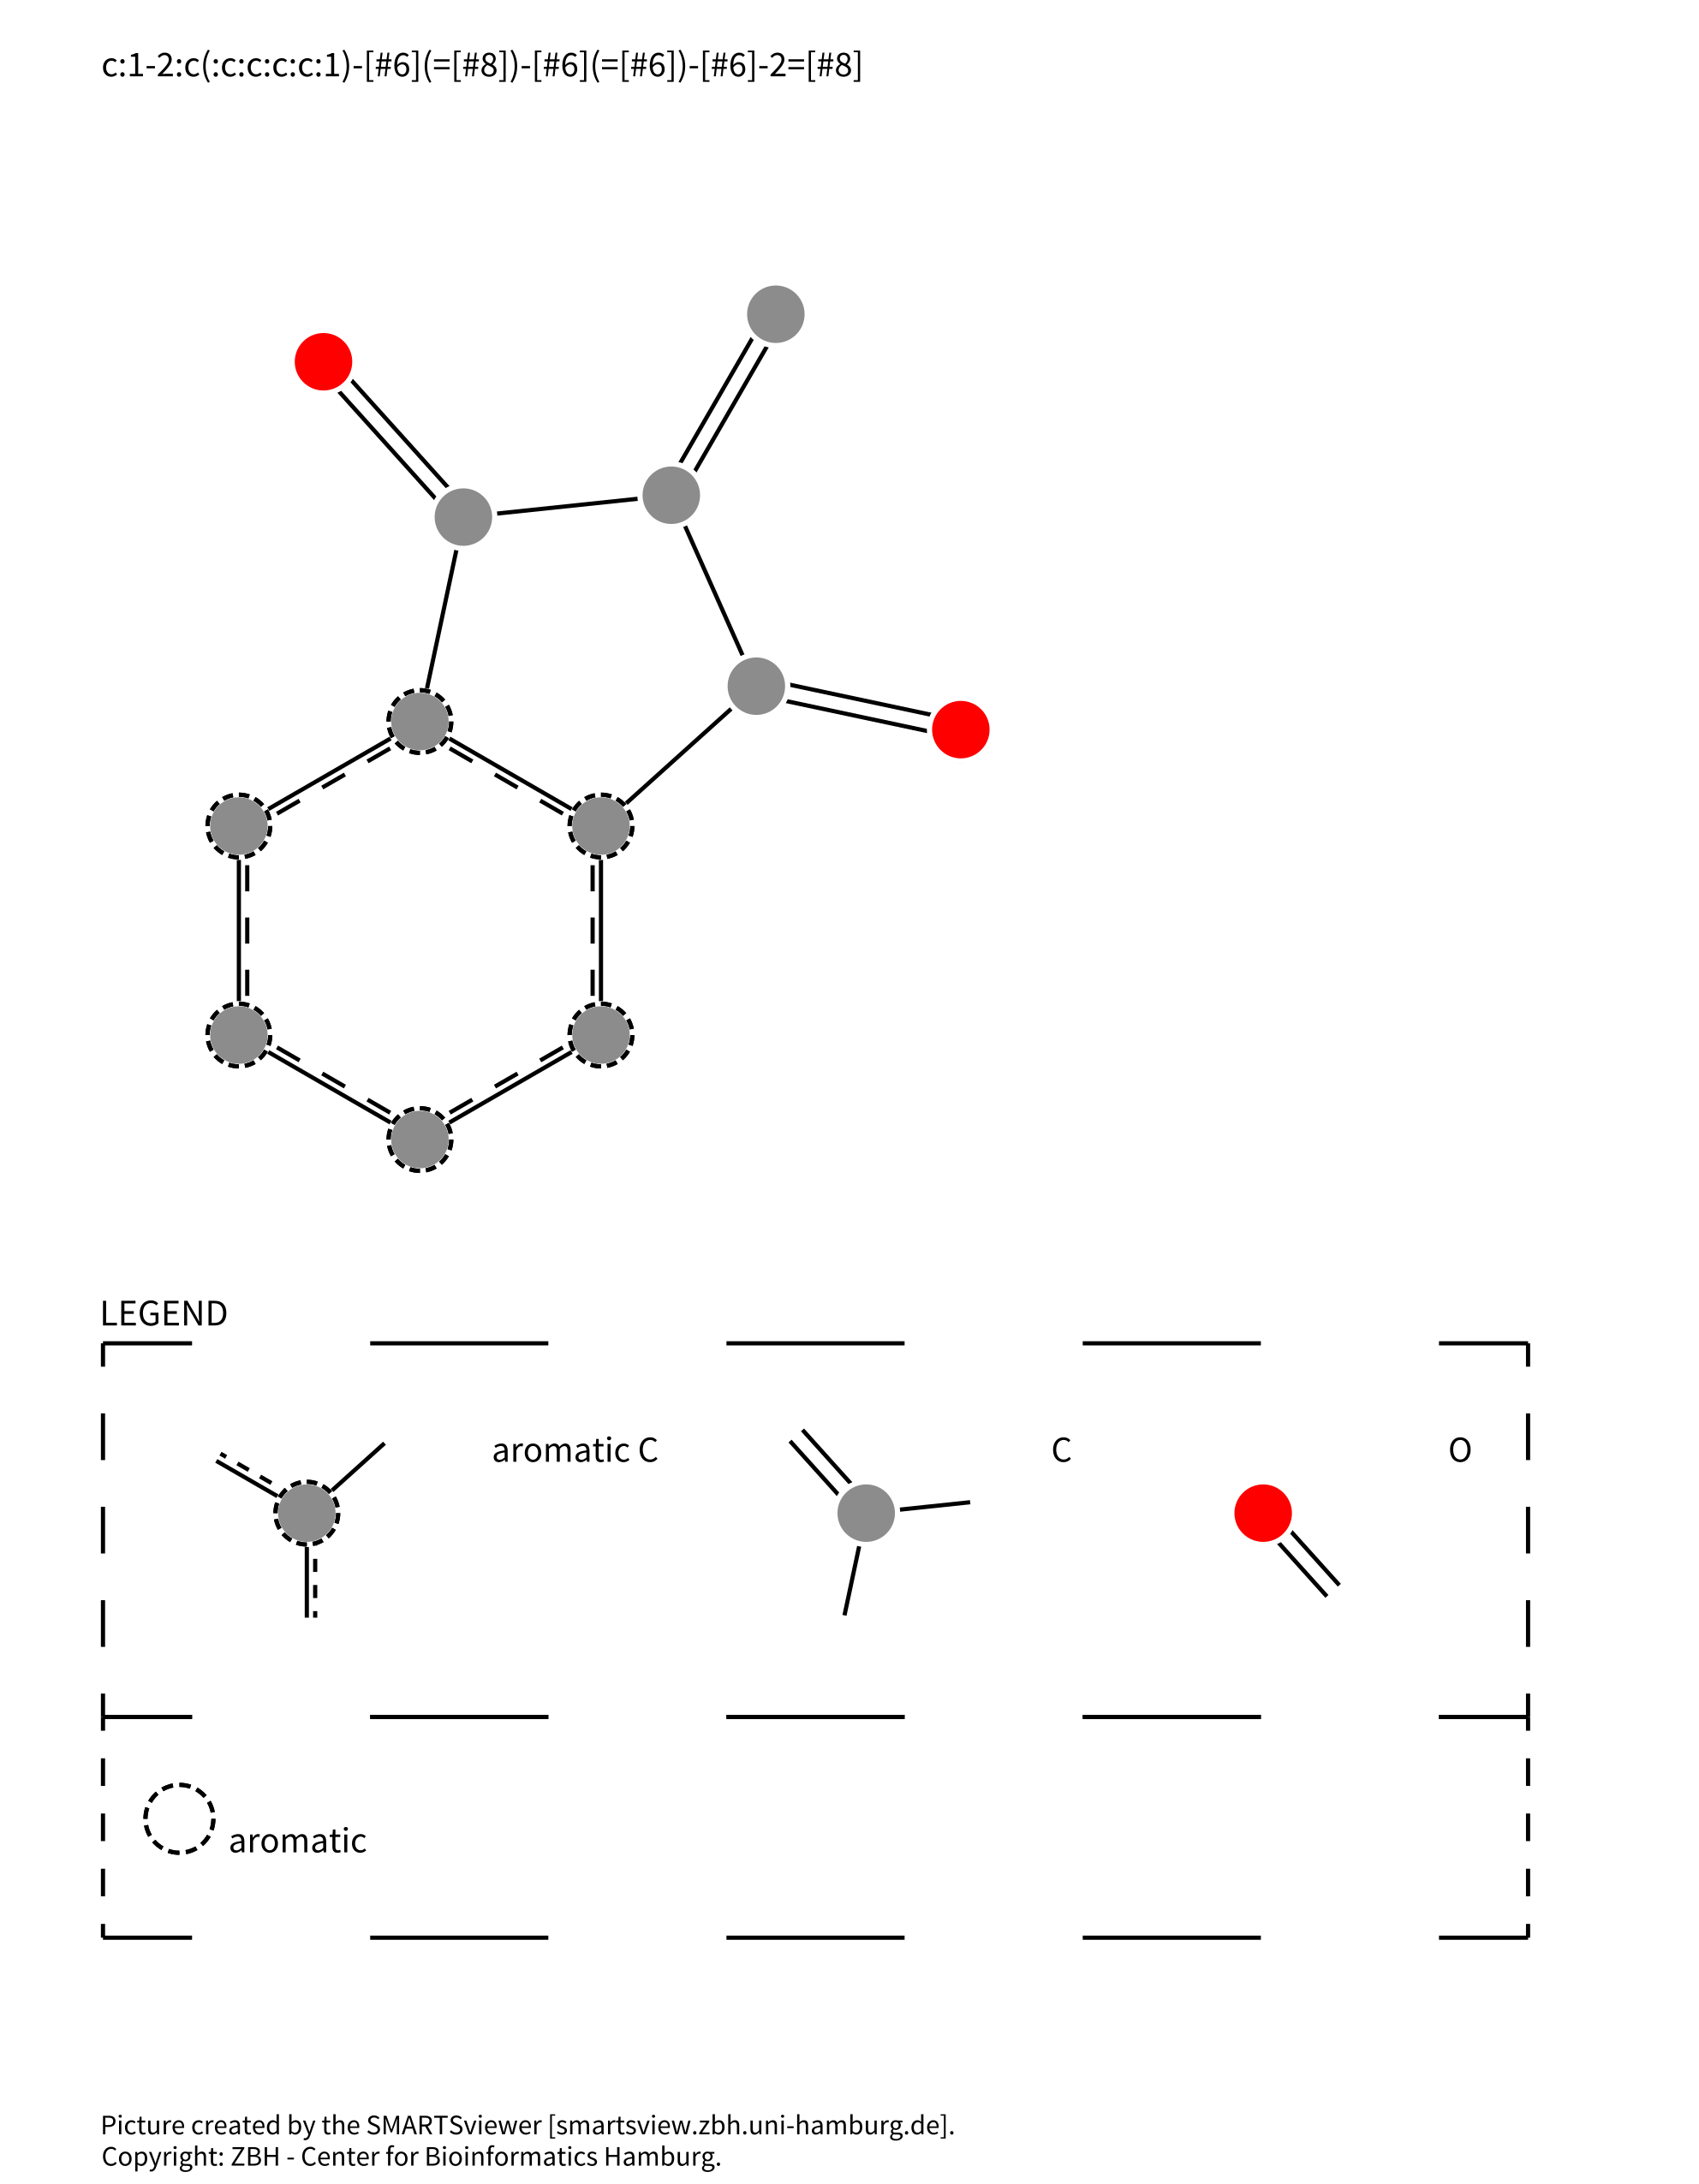 c:1-2:c(:c:c:c:c:1)-[#6](=[#8])-[#6](=[#6])-[#6]-2=[#8]
LEGEND
aromatic C
C
O
aromatic
Picture created by the SMARTSviewer [smartsview.zbh.uni-hamburg.de].
Copyright: ZBH - Center for Bioinformatics Hamburg.